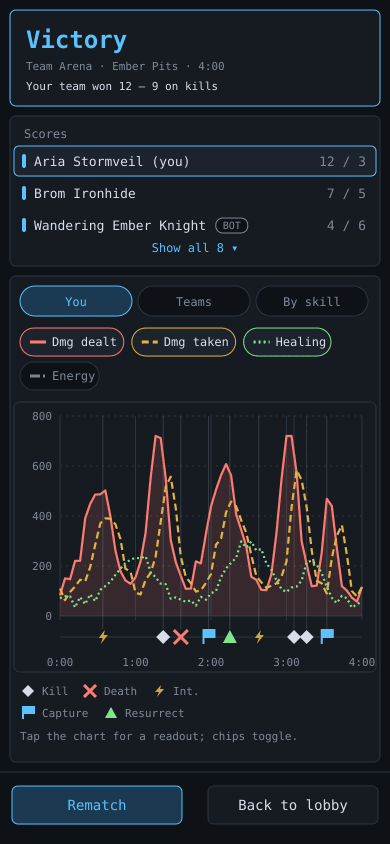 Victory
Team Arena · Ember Pits · 4:00
Your team won 12 — 9 on kills
Scores
Aria Stormveil (you) 12 / 3
Brom Ironhide 7 / 5
Wandering Ember Knight BOT 4 / 6
Show all 8 ▾
You Teams By skill
Dmg dealt Dmg taken Healing
Energy
800
600
400
200
0
0:00 1:00 2:00 3:00 4:00
Kill Death Int.
Capture Resurrect
Tap the chart for a readout; chips toggle.
Rematch Back to lobby